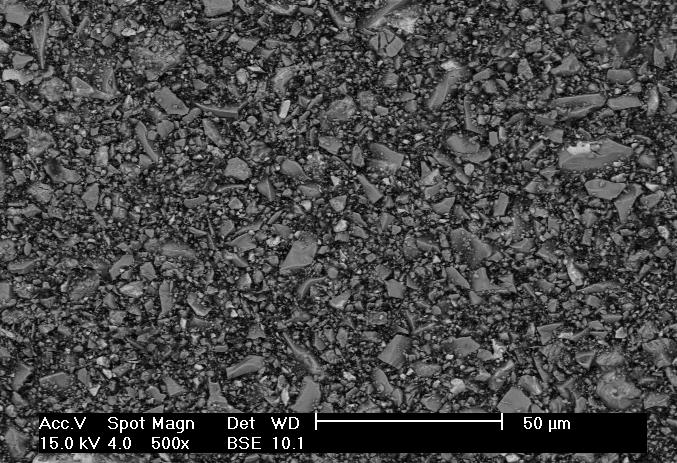 Acc.V Spot Magn Det WD 50 µm
15.0 kV 4.0 500x BSE 10.1